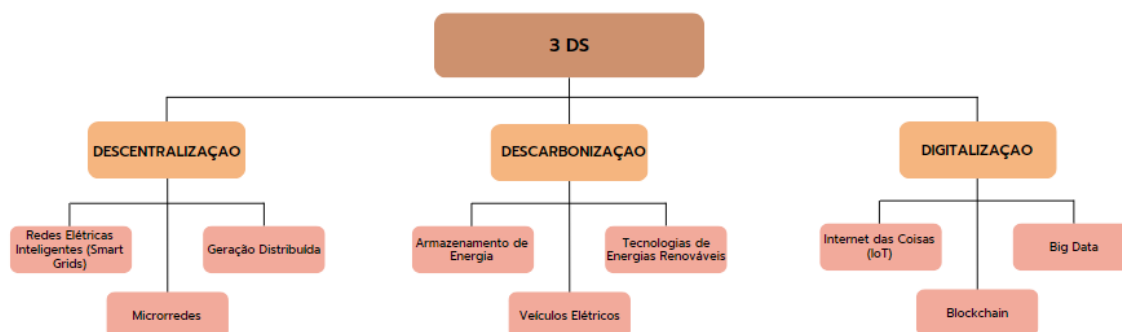 3 DS
DESCENTRALIZAÇAO
DESCARBONIZAÇAO
DIGITALIZAÇAO
Redes Elétricas
Inteligentes (Smart
Grids)
Geração Distribuída
Microrredes
Armazenamento de
Energia
Tecnologias de
Energias Renováveis
Veículos Elétricos
Internet das Coisas
(IoT)
Big Data
Blockchain